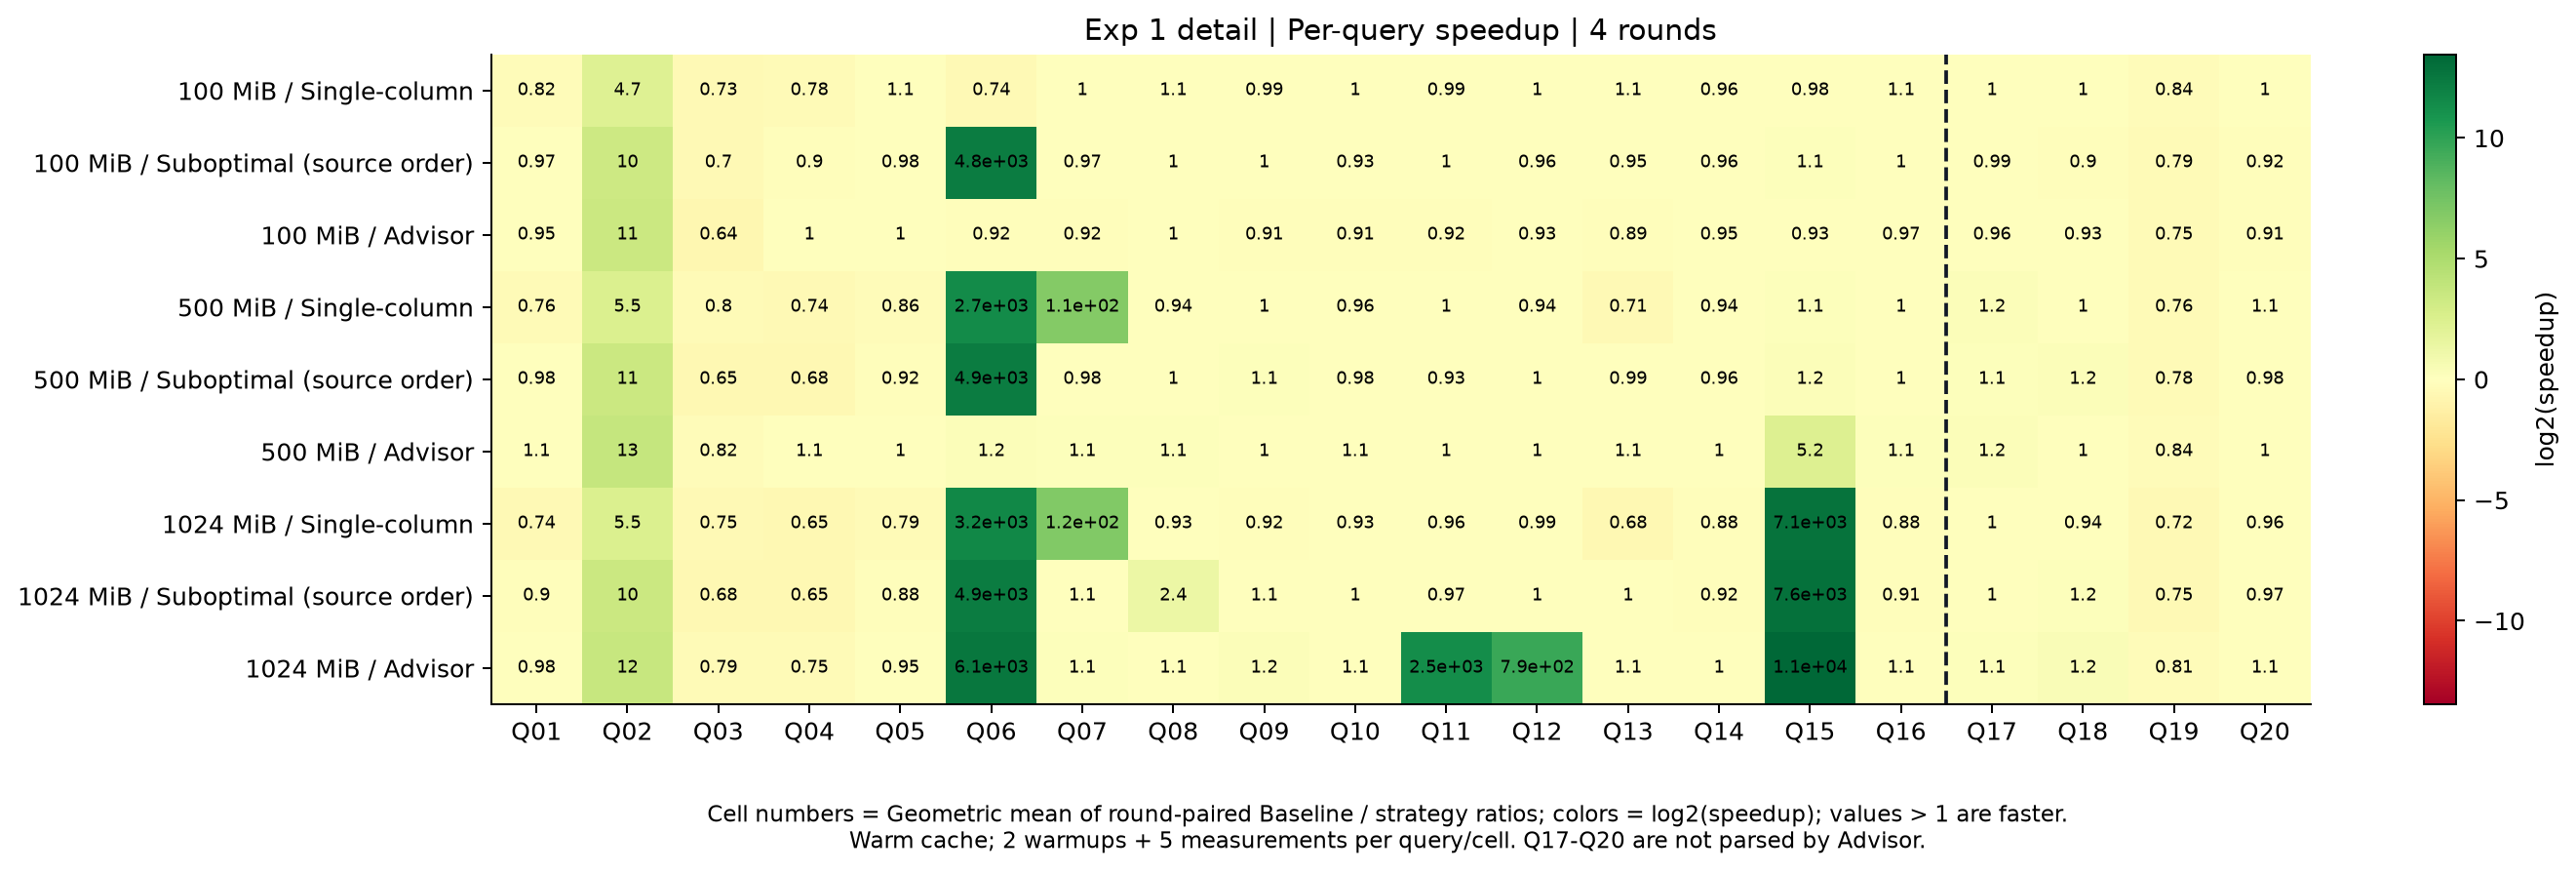 Exp 1 detail | Per-query speedup | 4 rounds
100 MiB / Single-column 0.82 4.7 0.73 0.78 1.1 0.74 1 1.1 0.99 1 0.99 1 1.1 0.96 0.98 1.1 1 1 0.84 1
100 MiB / Suboptimal (source order) 0.97 10 0.7 0.9 0.98 4.8e+03 0.97 1 1 0.93 1 0.96 0.95 0.96 1.1 1 0.99 0.9 0.79 0.92
100 MiB / Advisor 0.95 11 0.64 1 1 0.92 0.92 1 0.91 0.91 0.92 0.93 0.89 0.95 0.93 0.97 0.96 0.93 0.75 0.91
500 MiB / Single-column 0.76 5.5 0.8 0.74 0.86 2.7e+03 1.1e+02 0.94 1 0.96 1 0.94 0.71 0.94 1.1 1 1.2 1 0.76 1.1
500 MiB / Suboptimal (source order) 0.98 11 0.65 0.68 0.92 4.9e+03 0.98 1 1.1 0.98 0.93 1 0.99 0.96 1.2 1 1.1 1.2 0.78 0.98
500 MiB / Advisor 1.1 13 0.82 1.1 1 1.2 1.1 1.1 1 1.1 1 1 1.1 1 5.2 1.1 1.2 1 0.84 1
1024 MiB / Single-column 0.74 5.5 0.75 0.65 0.79 3.2e+03 1.2e+02 0.93 0.92 0.93 0.96 0.99 0.68 0.88 7.1e+03 0.88 1 0.94 0.72 0.96
1024 MiB / Suboptimal (source order) 0.9 10 0.68 0.65 0.88 4.9e+03 1.1 2.4 1.1 1 0.97 1 1 0.92 7.6e+03 0.91 1 1.2 0.75 0.97
1024 MiB / Advisor 0.98 12 0.79 0.75 0.95 6.1e+03 1.1 1.1 1.2 1.1 2.5e+03 7.9e+02 1.1 1 1.1e+04 1.1 1.1 1.2 0.81 1.1
Q01 Q02 Q03 Q04 Q05 Q06 Q07 Q08 Q09 Q10 Q11 Q12 Q13 Q14 Q15 Q16 Q17 Q18 Q19 Q20
10
5
0
−5
−10
log2(speedup)
Cell numbers = Geometric mean of round-paired Baseline / strategy ratios; colors = log2(speedup); values > 1 are faster.
Warm cache; 2 warmups + 5 measurements per query/cell. Q17-Q20 are not parsed by Advisor.